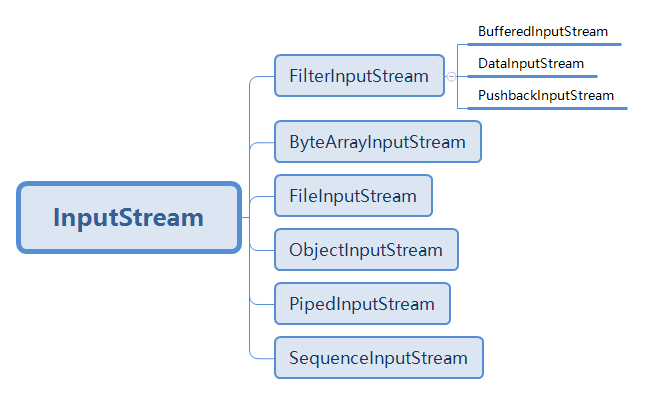 InputStream
FilterInputStream
BufferedInputStream
DataInputStream
PushbackInputStream
ByteArrayInputStream
FileInputStream
ObjectInputStream
PipedInputStream
SequenceInputStream